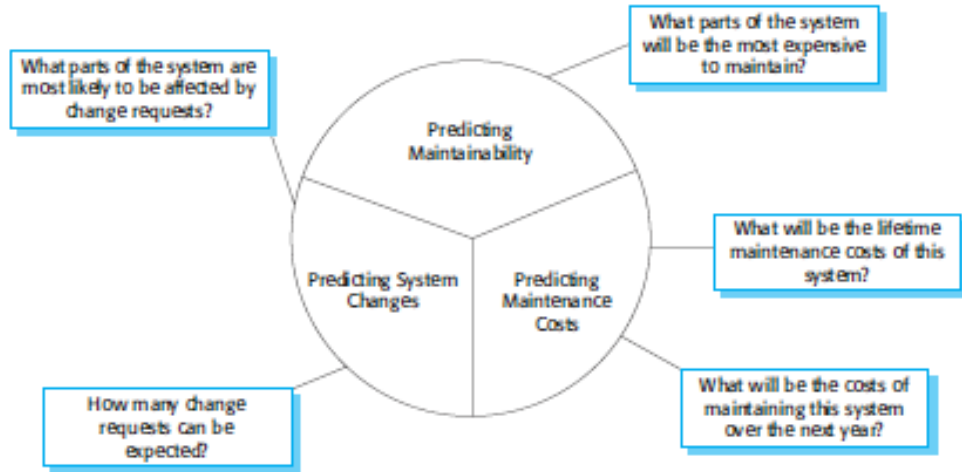 What parts of the system
will be the most expensive
to maintain?
What parts of the system are
most likely to be affected by
change requests?
Predicting
Maintainability
What will be the lifetime
maintenance costs of this
system?
Predicting System
Changes
Predicting
Maintenance
Costs
What will be the costs of
maintaining this system
over the next year?
How many change
requests can be
expected?